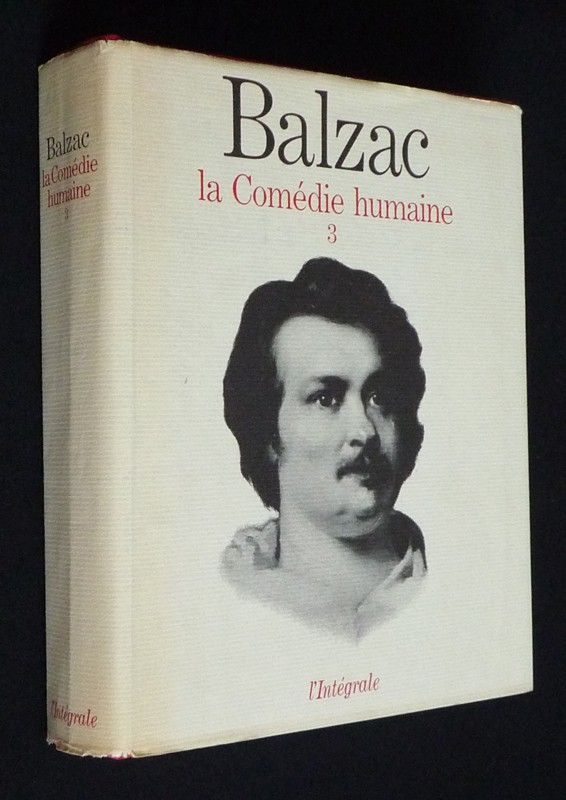 Balzac
la Comédie
humaine
3
l'Intégrale
Balzac
la Comédie humaine
3
l'Intégrale